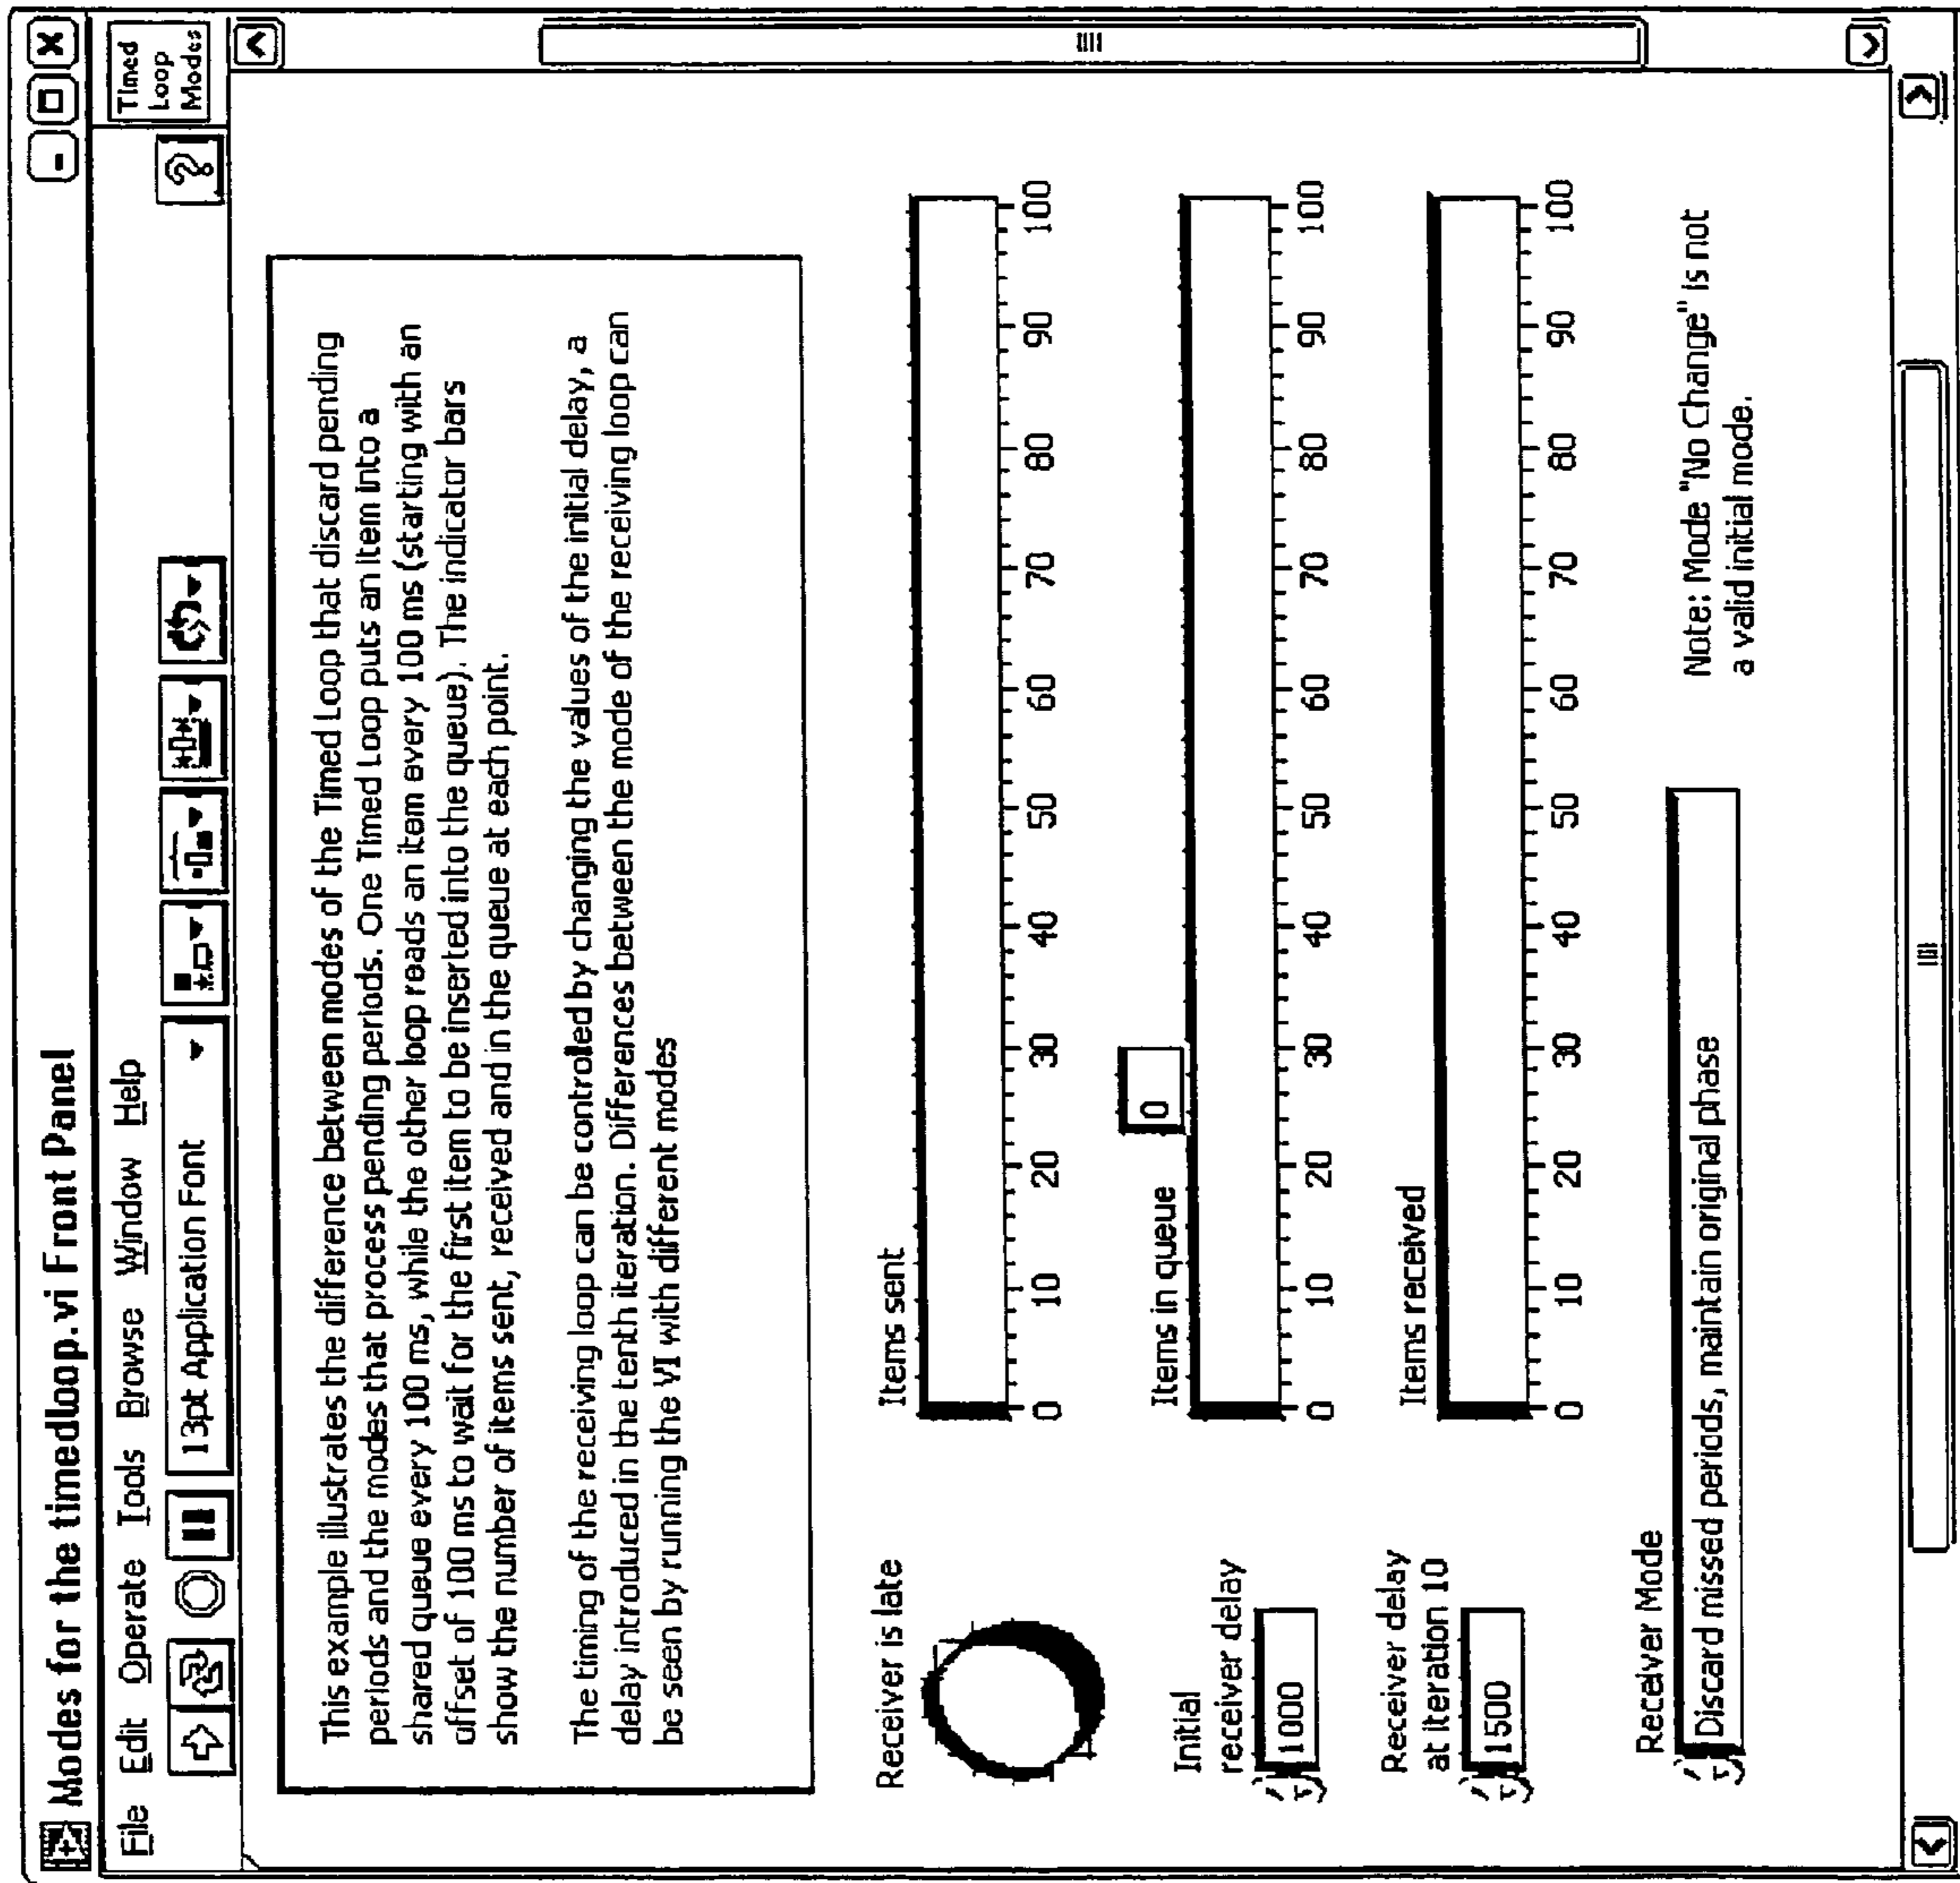 Modes for the timedloop.vi Front Panel
File Edit Operate Tools Browse Window Help
13pt Application Font
?
Timed
Loop
Modes
This example illustrates the difference between modes of the Timed Loop that discard pending
periods and the modes that process pending periods. One Timed Loop puts an item into a
shared queue every 100 ms, while the other loop reads an item every 100 ms (starting with an
offset of 100 ms to wait for the first item to be inserted into the queue). The indicator bars
show the number of items sent, received and in the queue at each point.
The timing of the receiving loop can be controlled by changing the values of the initial delay, a
delay introduced in the tenth iteration. Differences between the mode of the receiving loop can
be seen by running the VI with different modes
Receiver is late
Items sent
0 10 20 30 40 50 60 70 80 90 100
Initial
receiver delay
1000
Items in queue
0
0 10 20 30 40 50 60 70 80 90 100
Receiver delay
at iteration 10
1500
Items received
0 10 20 30 40 50 60 70 80 90 100
Receiver Mode
Discard missed periods, maintain original phase
Note: Mode "No Change" is not
a valid initial mode.